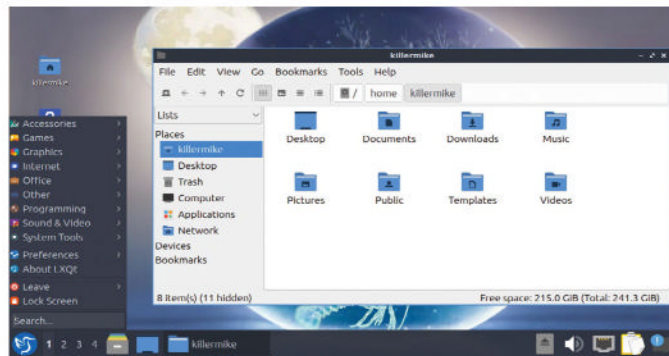 killermike
killermike
File Edit View Go Bookmarks Tools Help
/ home killermike
Lists
Places
killermike
Desktop
Trash
Computer
Applications
Network
Devices
Bookmarks
Desktop Documents Downloads Music
Pictures Public Templates Videos
8 item(s) (11 hidden) Free space: 215.0 GiB (Total: 241.3 GiB)
Accessories
Games
Graphics
Internet
Office
Other
Programming
Sound & Video
System Tools
Preferences
About LXQt
Leave
Lock Screen
Search...
1 2 3 4 killermike